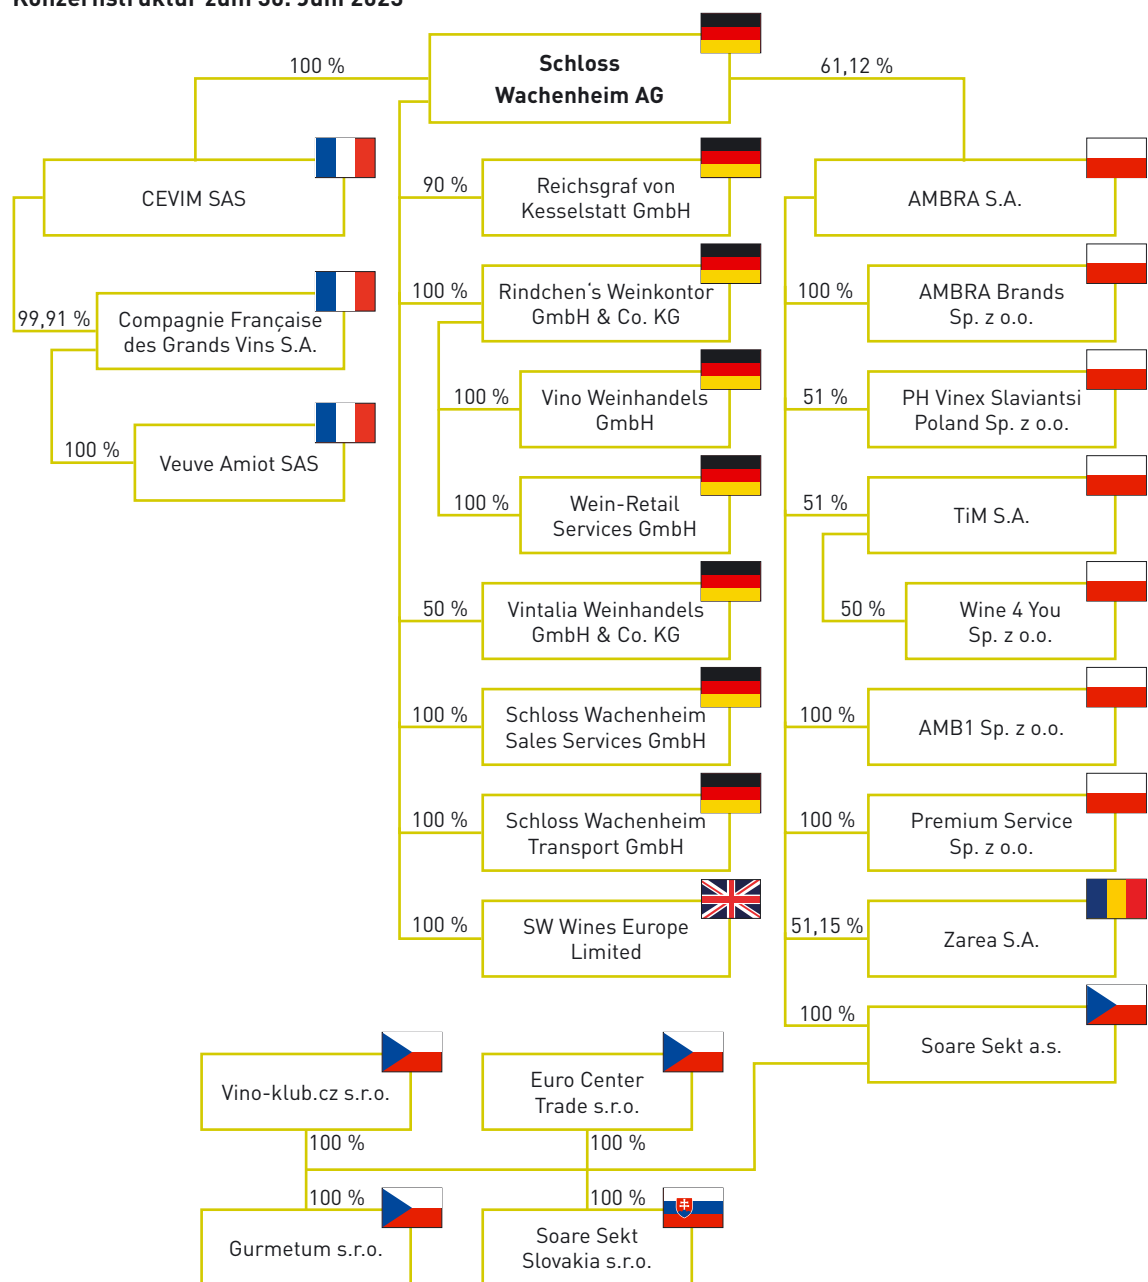 Konzernstruktur zum 30. Juni 2023
Schloss
Wachenheim AG
100 %
61,12 %
CEVIM SAS
99,91 %
Compagnie Française
des Grands Vins S.A.
100 %
Veuve Amiot SAS
90 %
Reichsgraf von
Kesselstatt GmbH
100 %
Rindchen‘s Weinkontor
GmbH & Co. KG
100 %
Vino Weinhandels
GmbH
100 %
Wein-Retail
Services GmbH
50 %
Vintalia Weinhandels
GmbH & Co. KG
100 %
Schloss Wachenheim
Sales Services GmbH
100 %
Schloss Wachenheim
Transport GmbH
100 %
SW Wines Europe
Limited
AMBRA S.A.
100 %
AMBRA Brands
Sp. z o.o.
51 %
PH Vinex Slaviantsi
Poland Sp. z o.o.
51 %
TiM S.A.
50 %
Wine 4 You
Sp. z o.o.
100 %
AMB1 Sp. z o.o.
100 %
Premium Service
Sp. z o.o.
51,15 %
Zarea S.A.
100 %
Soare Sekt a.s.
Vino-klub.cz s.r.o.
100 %
Euro Center
Trade s.r.o.
100 %
100 %
Gurmetum s.r.o.
100 %
Soare Sekt
Slovakia s.r.o.